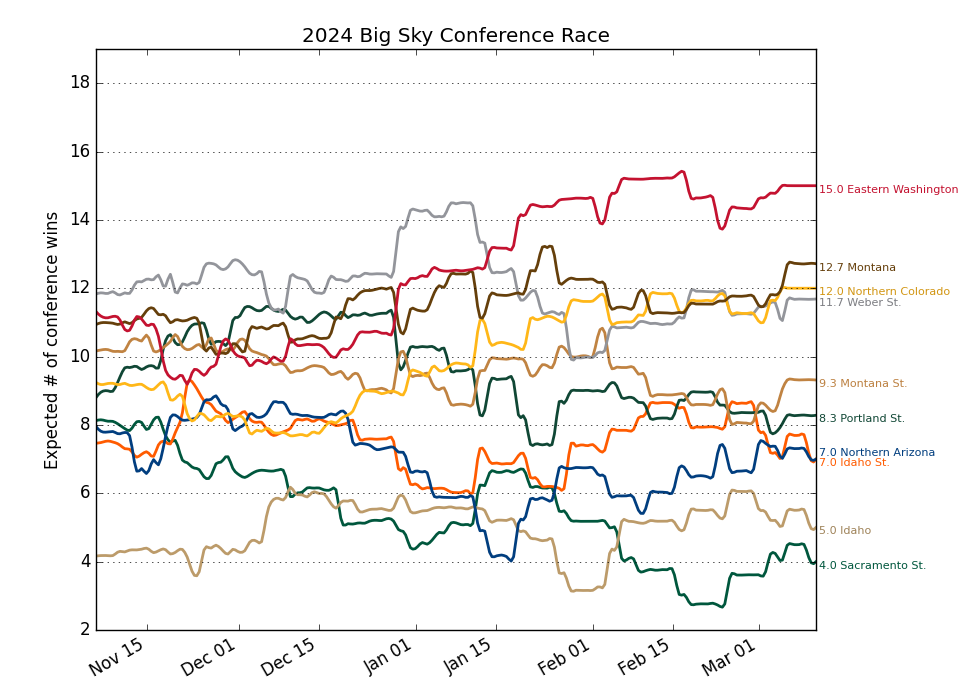 2024 Big Sky Conference Race
Expected # of conference wins
18
16
14
12
10
8
6
4
2
Nov 15
Dec 01
Dec 15
Jan 01
Jan 15
Feb 01
Feb 15
Mar 01
15.0 Eastern Washington
12.7 Montana
12.0 Northern Colorado
11.7 Weber St.
9.3 Montana St.
8.3 Portland St.
7.0 Northern Arizona
7.0 Idaho St.
5.0 Idaho
4.0 Sacramento St.